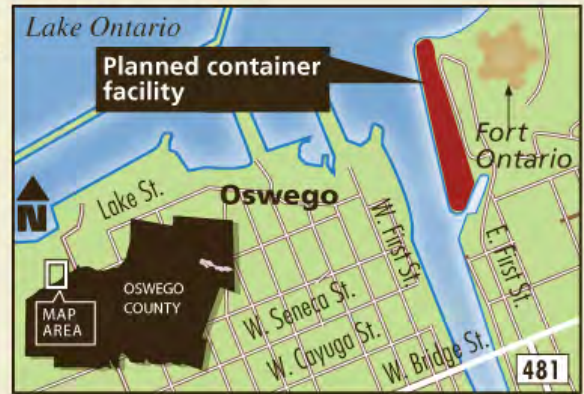 Lake Ontario
Planned container
facility
Fort
Ontario
N
Lake St.
Oswego
W. First St.
E. First St.
OSWEGO
COUNTY
MAP
AREA
W. Seneca St.
W. Cayuga St.
W. Bridge St.
481